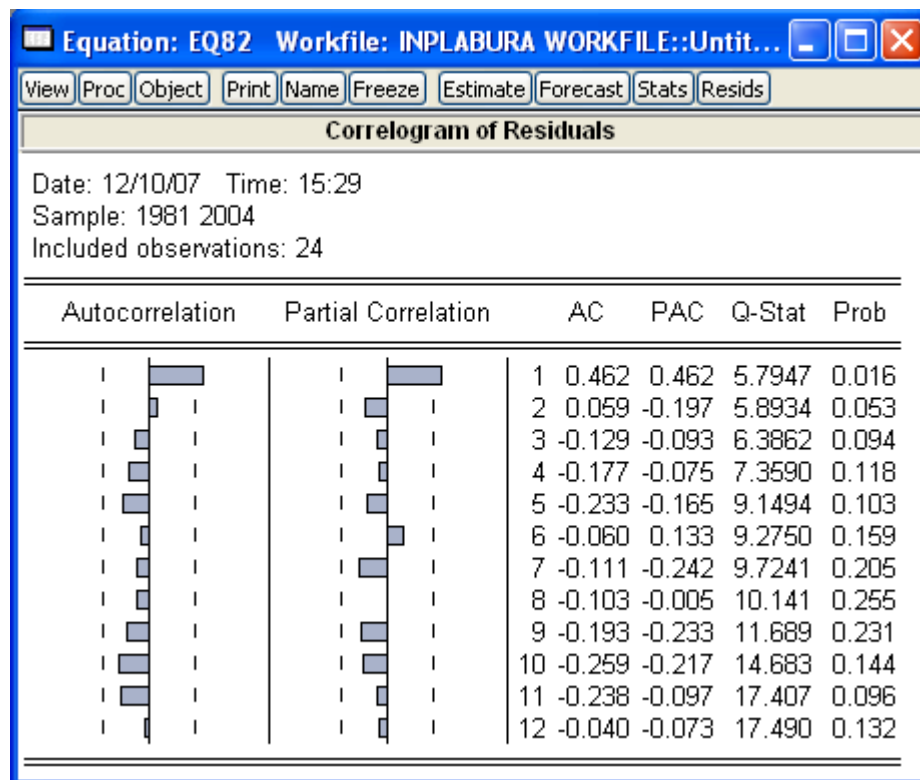 Equation: EQ82 Workfile: INPLABURA WORKFILE::Untit...
View Proc Object Print Name Freeze Estimate Forecast Stats Resids
Correlogram of Residuals
Date: 12/10/07 Time: 15:29
Sample: 1981 2004
Included observations: 24
Autocorrelation Partial Correlation AC PAC Q-Stat Prob
1 0.462 0.462 5.7947 0.016
2 0.059 -0.197 5.8934 0.053
3 -0.129 -0.093 6.3862 0.094
4 -0.177 -0.075 7.3590 0.118
5 -0.233 -0.165 9.1494 0.103
6 -0.060 0.133 9.2750 0.159
7 -0.111 -0.242 9.7241 0.205
8 -0.103 -0.005 10.141 0.255
9 -0.193 -0.233 11.689 0.231
10 -0.259 -0.217 14.683 0.144
11 -0.238 -0.097 17.407 0.096
12 -0.040 -0.073 17.490 0.132